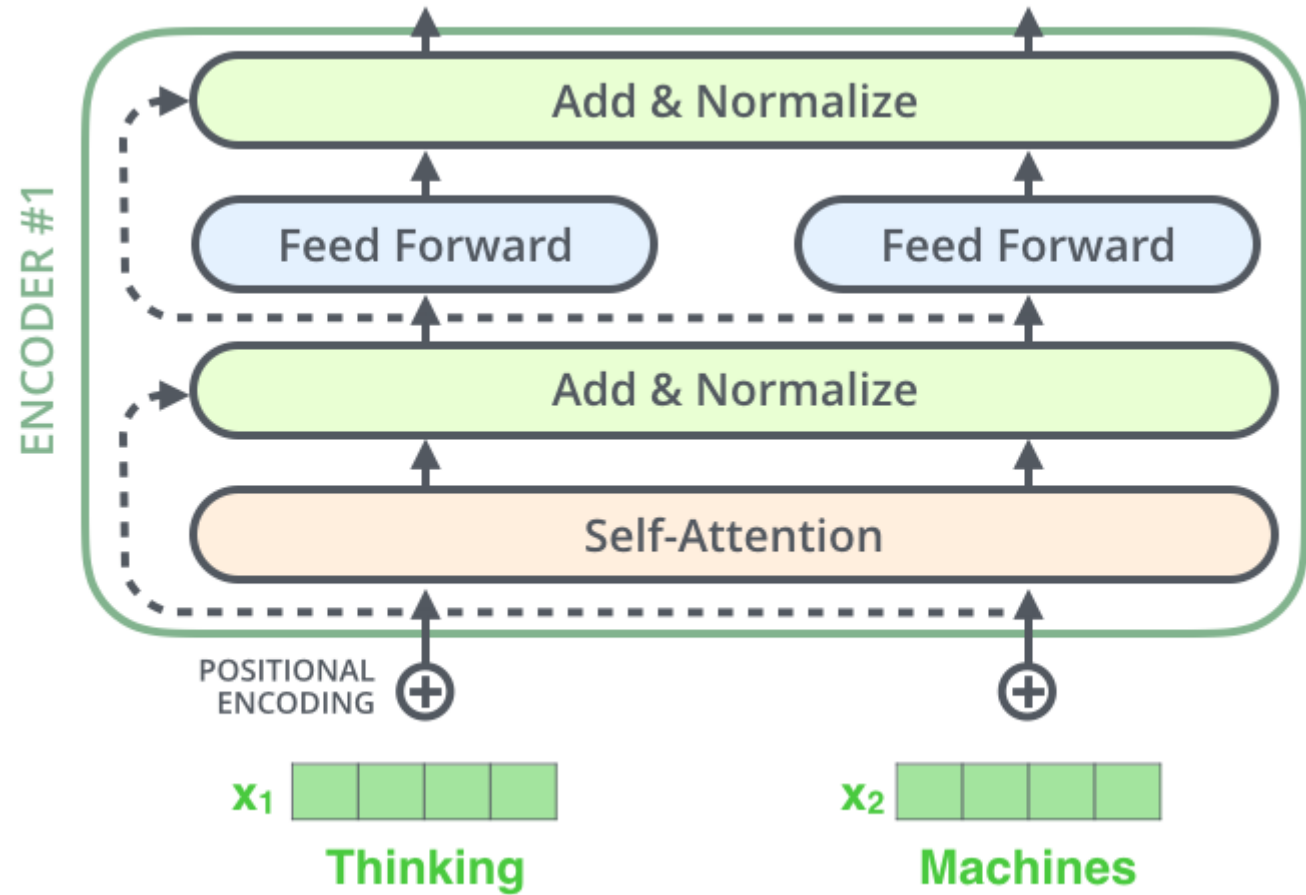 ENCODER #1
Add & Normalize
Feed Forward
Feed Forward
Add & Normalize
Self-Attention
POSITIONAL
ENCODING
x₁
x₂
Thinking
Machines